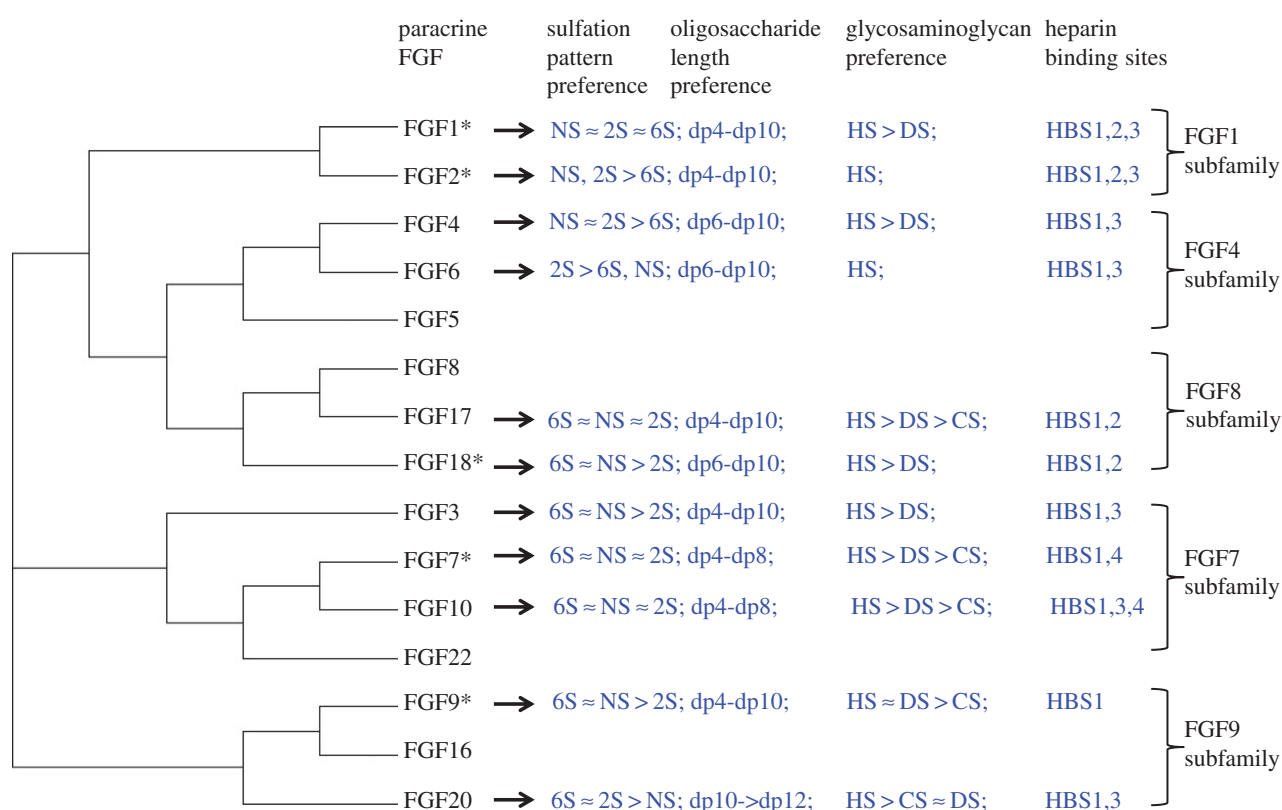 paracrine FGF
sulfation pattern preference
oligosaccharide length preference
glycosaminoglycan preference
heparin binding sites
FGF1* → NS ≈ 2S ≈ 6S; dp4-dp10; HS > DS; HBS1,2,3
FGF2* → NS, 2S > 6S; dp4-dp10; HS; HBS1,2,3
FGF1 subfamily
FGF4 → NS ≈ 2S > 6S; dp6-dp10; HS > DS; HBS1,3
FGF6 → 2S > 6S, NS; dp6-dp10; HS; HBS1,3
FGF5
FGF4 subfamily
FGF8
FGF17 → 6S ≈ NS ≈ 2S; dp4-dp10; HS > DS > CS; HBS1,2
FGF18* → 6S ≈ NS > 2S; dp6-dp10; HS > DS; HBS1,2
FGF8 subfamily
FGF3 → 6S ≈ NS > 2S; dp4-dp10; HS > DS; HBS1,3
FGF7* → 6S ≈ NS ≈ 2S; dp4-dp8; HS > DS > CS; HBS1,4
FGF10 → 6S ≈ NS ≈ 2S; dp4-dp8; HS > DS > CS; HBS1,3,4
FGF22
FGF7 subfamily
FGF9* → 6S ≈ NS > 2S; dp4-dp10; HS ≈ DS > CS; HBS1
FGF16
FGF20 → 6S ≈ 2S > NS; dp10->dp12; HS > CS ≈ DS; HBS1,3
FGF9 subfamily